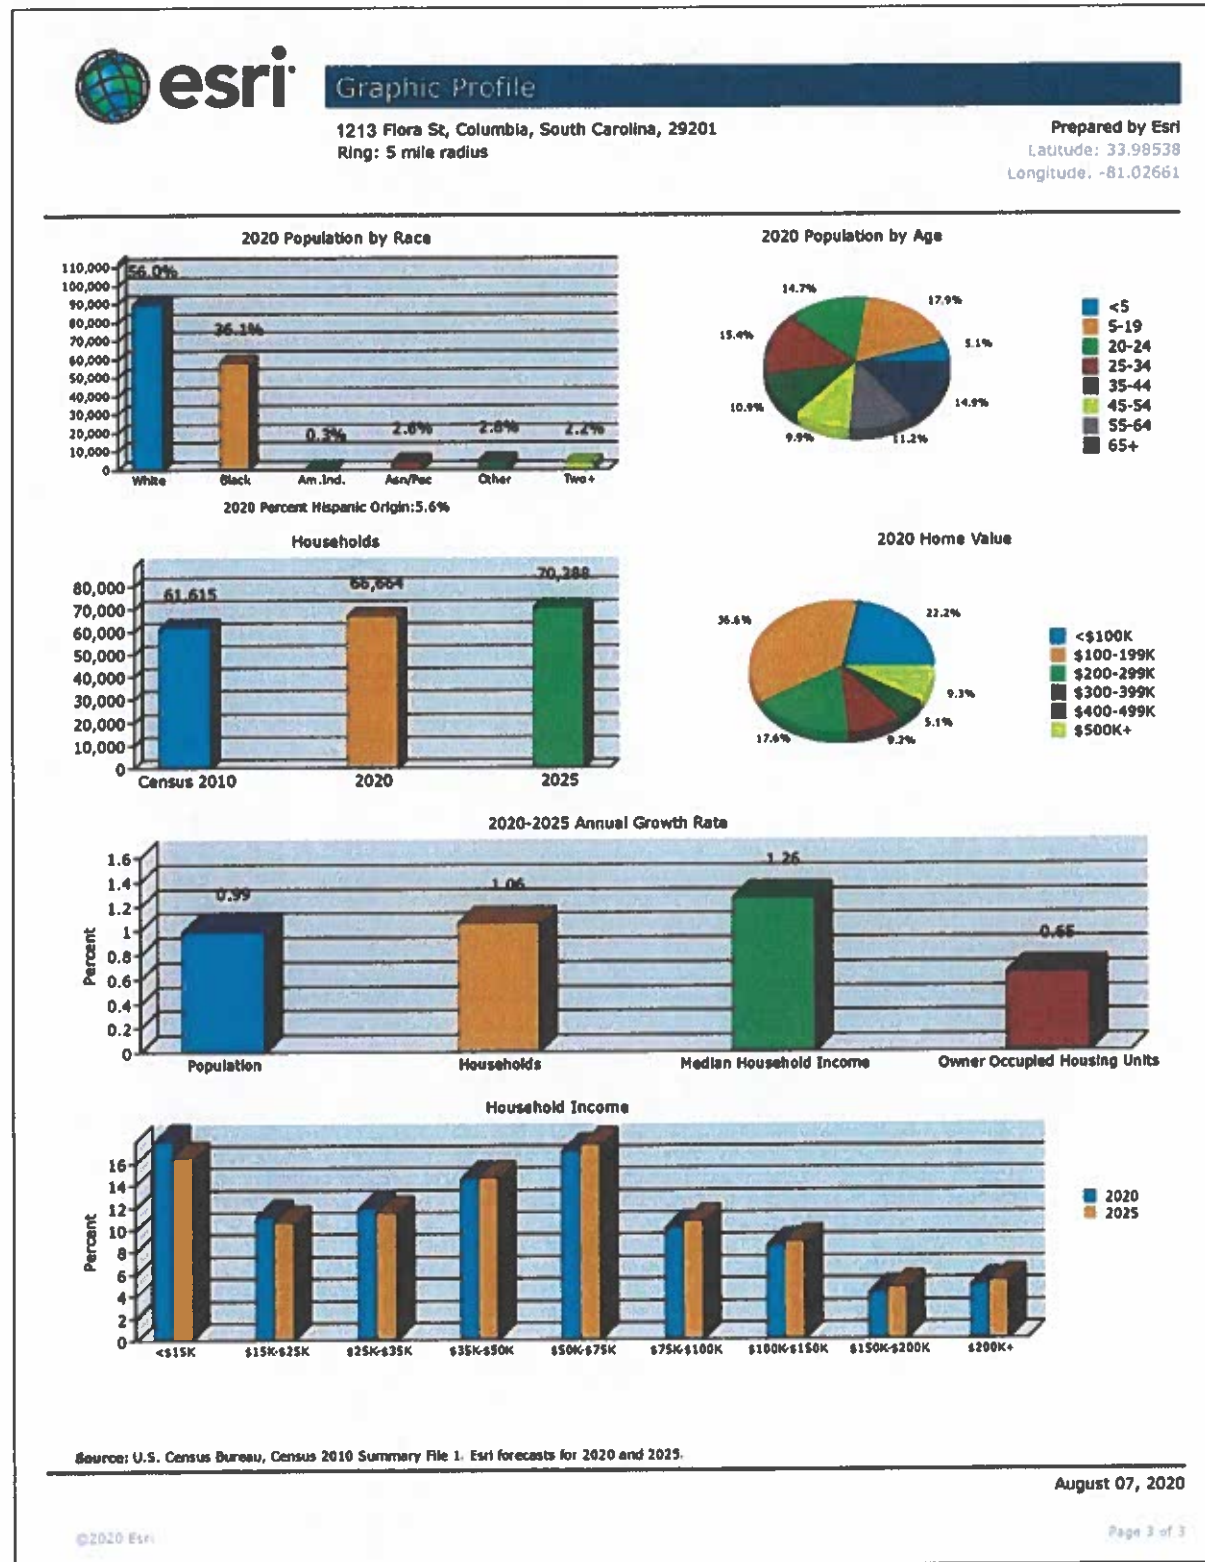 esri
Graphic Profile
1213 Flora St, Columbia, South Carolina, 29201
Ring: 5 mile radius
Prepared by Esri
Latitude: 33.98538
Longitude: -81.02661
2020 Population by Race
110,000
100,000
90,000
80,000
70,000
60,000
50,000
40,000
30,000
20,000
10,000
0
56.0%
36.1%
0.3%
2.6%
2.8%
2.2%
White Black Am.Ind. Asn/Pac Other Two+
2020 Percent Hispanic Origin:5.6%
2020 Population by Age
14.7%
17.9%
15.4%
5.1%
10.9%
14.9%
9.9%
11.2%
<5
5-19
20-24
25-34
35-44
45-54
55-64
65+
Households
80,000
70,000
60,000
50,000
40,000
30,000
20,000
10,000
0
61,615
66,664
70,288
Census 2010 2020 2025
2020 Home Value
36.6%
22.2%
9.3%
5.1%
17.6%
9.2%
<$100K
$100-199K
$200-299K
$300-399K
$400-499K
$500K+
2020-2025 Annual Growth Rate
Percent
1.6
1.4
1.2
1
0.8
0.6
0.4
0.2
0
0.99
1.06
1.26
0.65
Population Households Median Household Income Owner Occupied Housing Units
Household Income
Percent
16
14
12
10
8
6
4
2
0
<$15K $15K-$25K $25K-$35K $35K-$50K $50K-$75K $75K-$100K $100K-$150K $150K-$200K $200K+
2020
2025
Source: U.S. Census Bureau, Census 2010 Summary File 1. Esri forecasts for 2020 and 2025.
August 07, 2020
©2020 Esri
Page 3 of 3